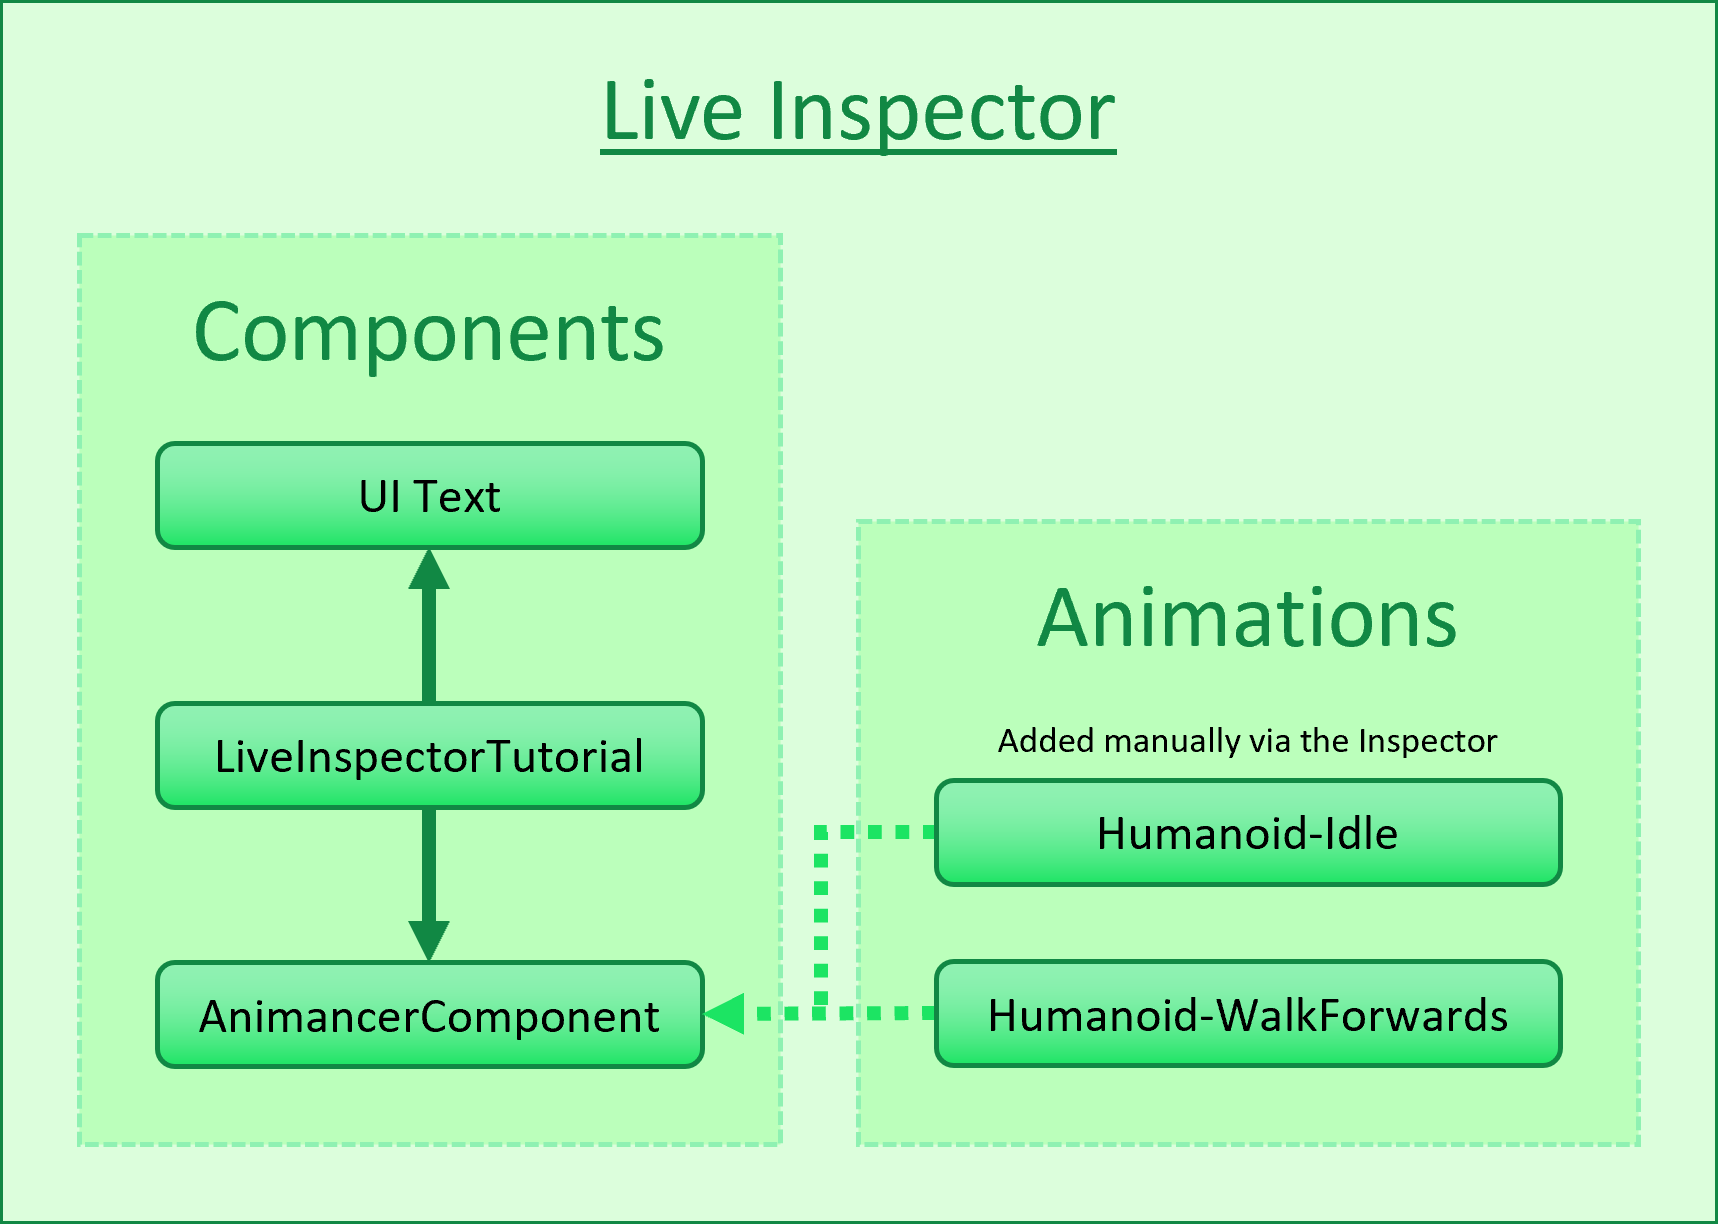 Live Inspector
Components
UI Text
LiveInspectorTutorial
AnimancerComponent
Animations
Added manually via the Inspector
Humanoid-Idle
Humanoid-WalkForwards